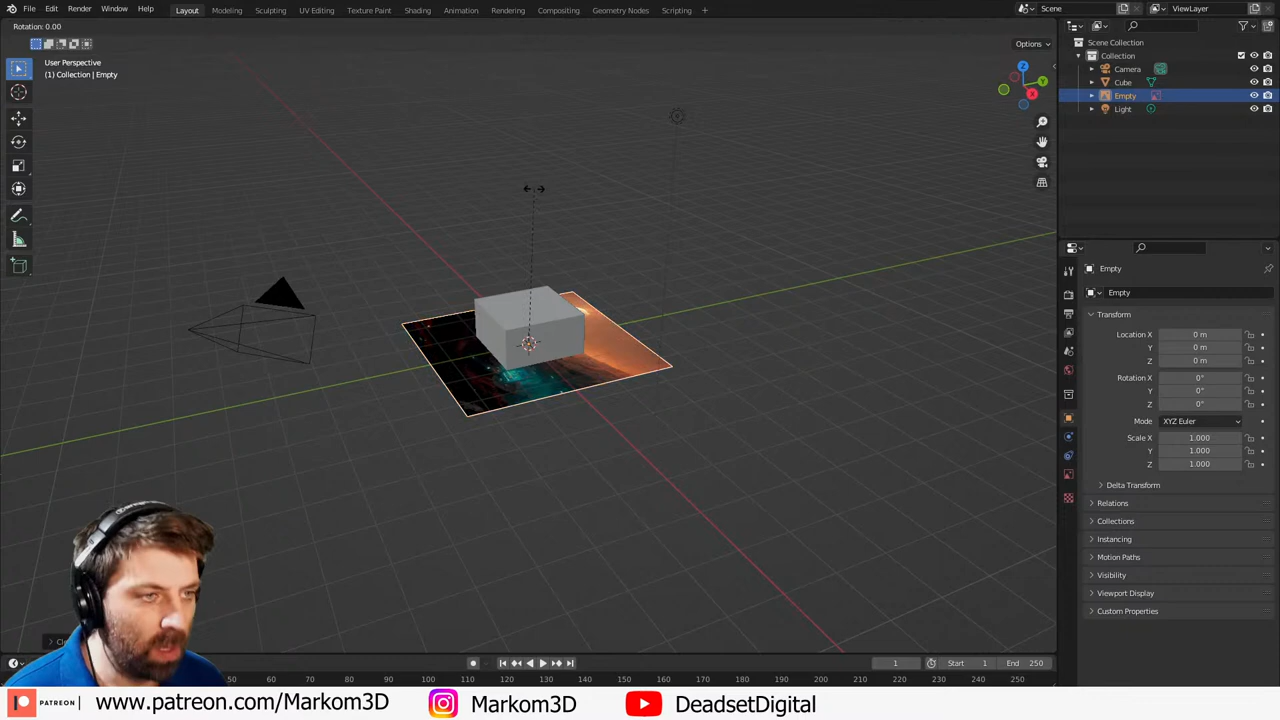 File Edit Render Window Help Layout Modeling Sculpting UV Editing Texture Paint Shading Animation Rendering Compositing Geometry Nodes Scripting + Scene ViewLayer
Rotation: 0.00
Options
User Perspective
(1) Collection | Empty
Z
Y
X
Scene Collection
Collection
Camera
Cube
Empty
Light
Empty
Empty
Transform
Location X 0 m
Y 0 m
Z 0 m
Rotation X 0°
Y 0°
Z 0°
Mode XYZ Euler
Scale X 1.000
Y 1.000
Z 1.000
Delta Transform
Relations
Collections
Instancing
Motion Paths
Visibility
Viewport Display
Custom Properties
1 Start 1 End 250
50 60 70 80 90 100 110 120 130 140 150 160 170 180 190 200 210 220 230 240 250
PATREON www.patreon.com/Markom3D Markom3D DeadsetDigital